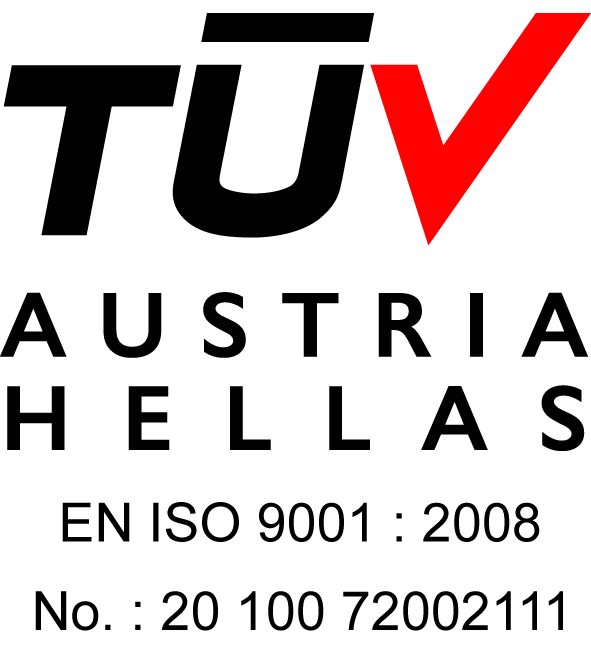 TÜV
AUSTRIA
HELLAS
EN ISO 9001 : 2008
No. : 20 100 72002111